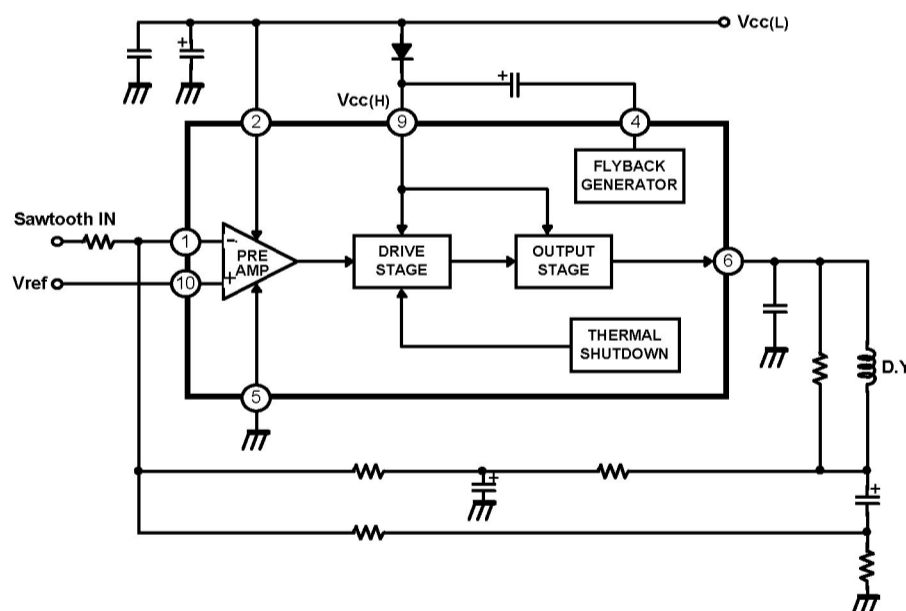 Vcc(L)
+
+
Vcc(H)
2
9
4
FLYBACK
GENERATOR
Sawtooth IN
1
-
PRE
AMP
DRIVE
STAGE
OUTPUT
STAGE
6
Vref
10
+
THERMAL
SHUTDOWN
D.Y
5
+
+